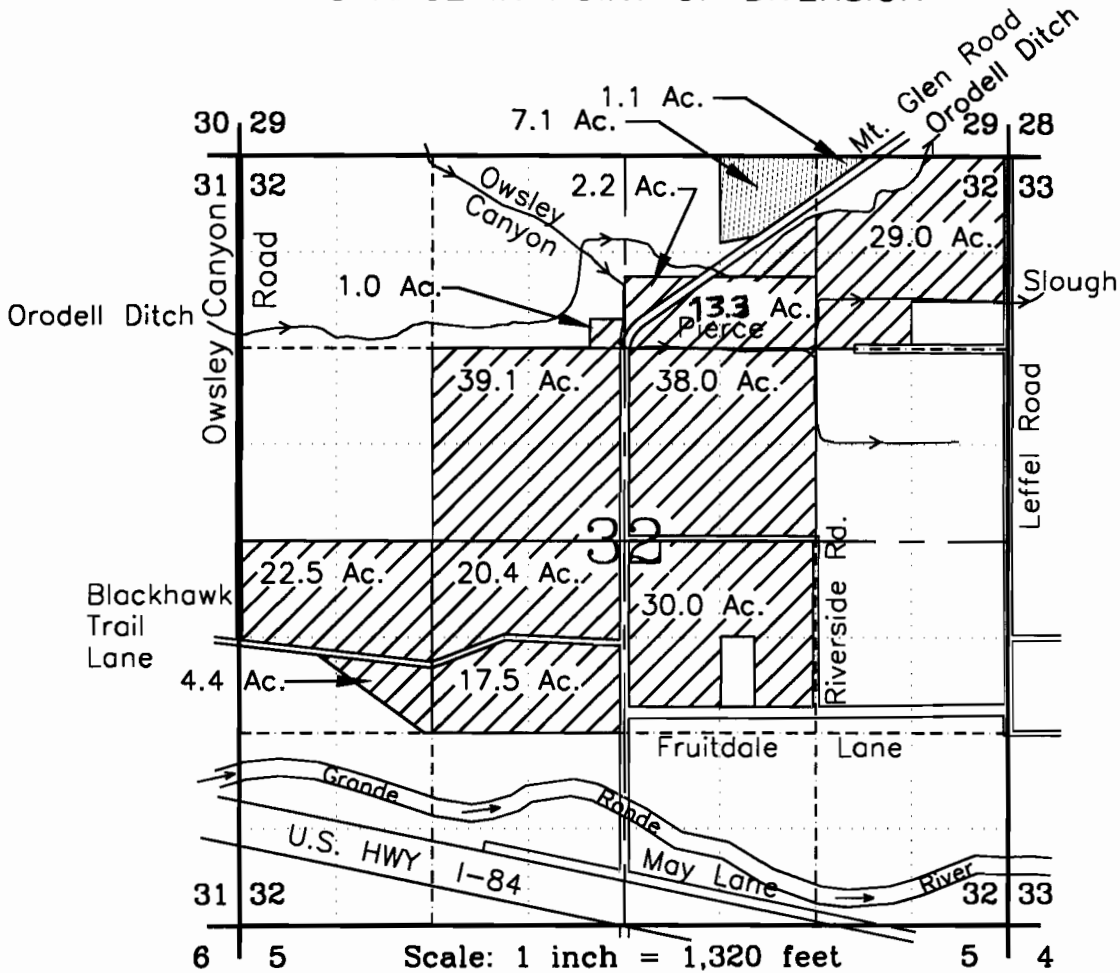 1.1 Ac.
7.1 Ac.
Mt. Glen Road
Orodell Ditch
30 29
29 28
31 32
32 33
Owsley Canyon
2.2 Ac.
Owsley Canyon Road
29.0 Ac.
1.0 Ac.
Slough
Orodell Ditch
13.3 Ac.
Pierce
39.1 Ac.
38.0 Ac.
Leffel Road
32
22.5 Ac.
20.4 Ac.
30.0 Ac.
Riverside Rd.
Blackhawk
Trail
Lane
4.4 Ac.
17.5 Ac.
Fruitdale Lane
Grande Ronde River
U.S. HWY I-84
May Lane
31 32
32 33
6 5
Scale: 1 inch = 1,320 feet
5 4